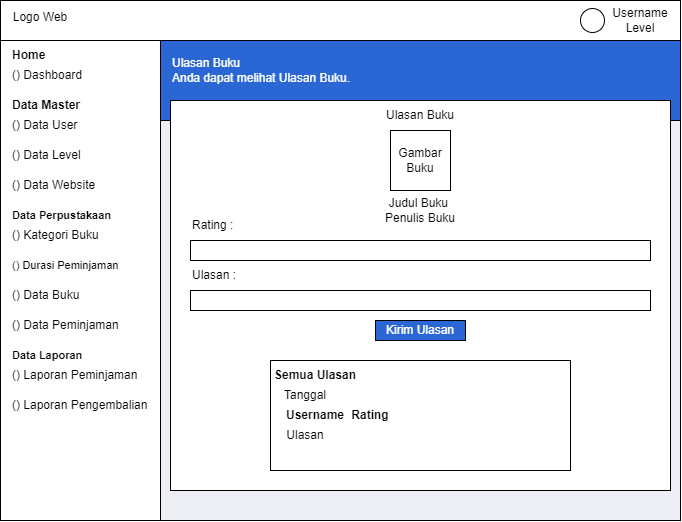 Logo Web
Username
Level
Home
() Dashboard
Data Master
() Data User
() Data Level
() Data Website
Data Perpustakaan
() Kategori Buku
() Durasi Peminjaman
() Data Buku
() Data Peminjaman
Data Laporan
() Laporan Peminjaman
() Laporan Pengembalian
Ulasan Buku
Anda dapat melihat Ulasan Buku.
Ulasan Buku
Gambar
Buku
Judul Buku
Penulis Buku
Rating :
Ulasan :
Kirim Ulasan
Semua Ulasan
Tanggal
Username Rating
Ulasan